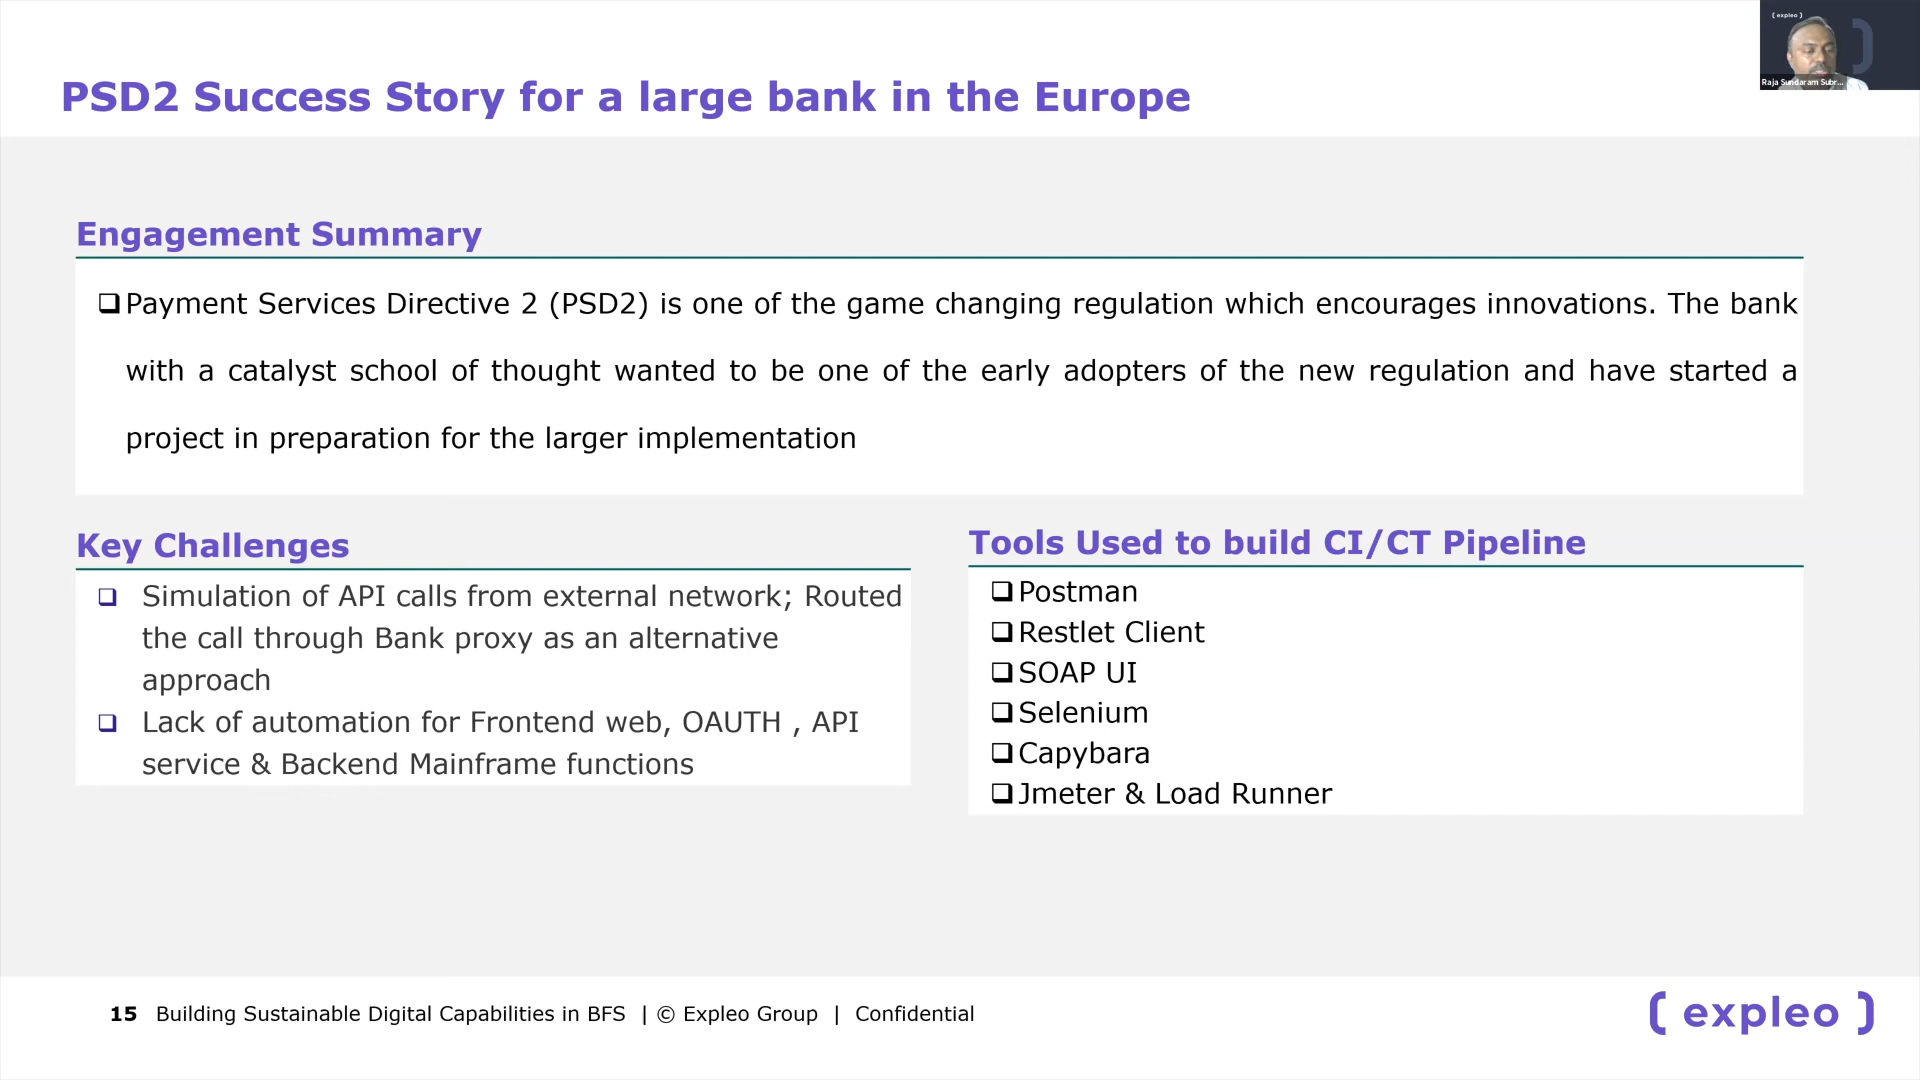 { expleo }
Raja Sundaram Subr...
PSD2 Success Story for a large bank in the Europe
Engagement Summary
❑ Payment Services Directive 2 (PSD2) is one of the game changing regulation which encourages innovations. The bank
with a catalyst school of thought wanted to be one of the early adopters of the new regulation and have started a
project in preparation for the larger implementation
Key Challenges
❑ Simulation of API calls from external network; Routed
the call through Bank proxy as an alternative
approach
❑ Lack of automation for Frontend web, OAUTH , API
service & Backend Mainframe functions
Tools Used to build CI/CT Pipeline
❑ Postman
❑ Restlet Client
❑ SOAP UI
❑ Selenium
❑ Capybara
❑ Jmeter & Load Runner
15 Building Sustainable Digital Capabilities in BFS | © Expleo Group | Confidential
{ expleo }